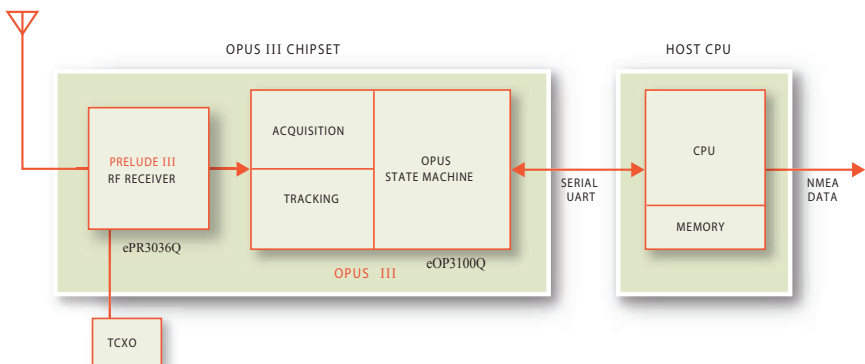 OPUS III CHIPSET
HOST CPU
PRELUDE III
RF RECEIVER
ACQUISITION
TRACKING
OPUS
STATE MACHINE
SERIAL
UART
CPU
MEMORY
NMEA
DATA
ePR3036Q
eOP3100Q
OPUS III
TCXO